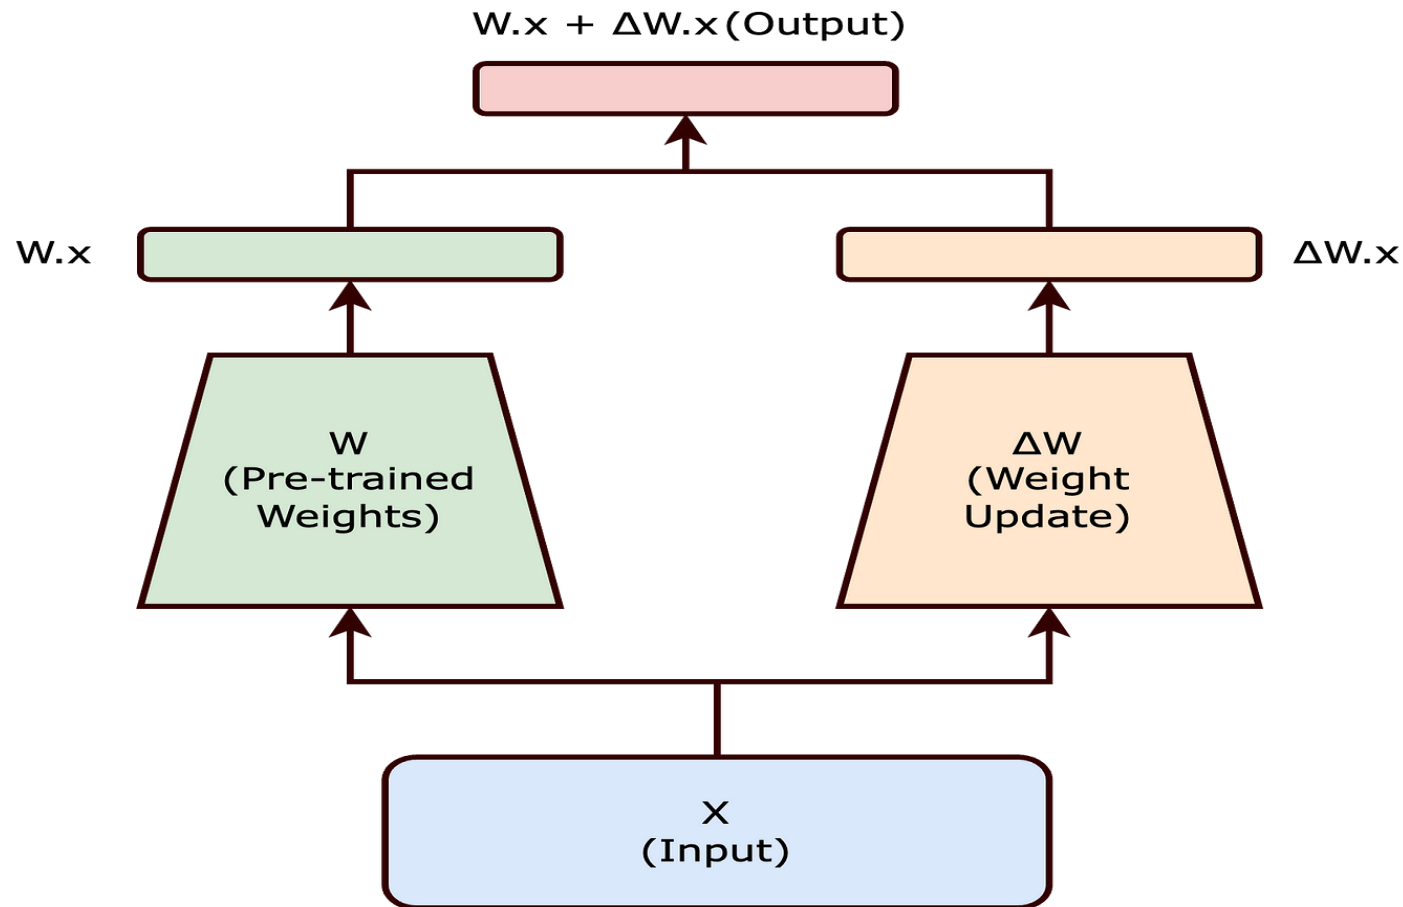 W.x + ΔW.x(Output)
W.x
ΔW.x
W
(Pre-trained
Weights)
ΔW
(Weight
Update)
X
(Input)